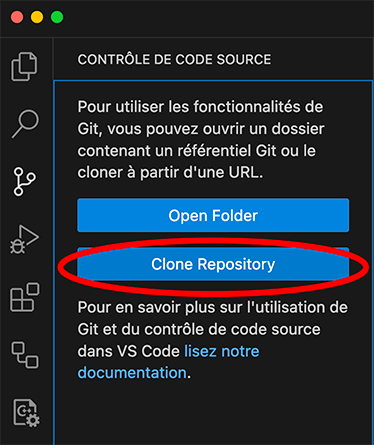 CONTRÔLE DE CODE SOURCE
Pour utiliser les fonctionnalités de
Git, vous pouvez ouvrir un dossier
contenant un référentiel Git ou le
cloner à partir d'une URL.
Open Folder
Clone Repository
Pour en savoir plus sur l'utilisation de
Git et du contrôle de code source
dans VS Code lisez notre
documentation.